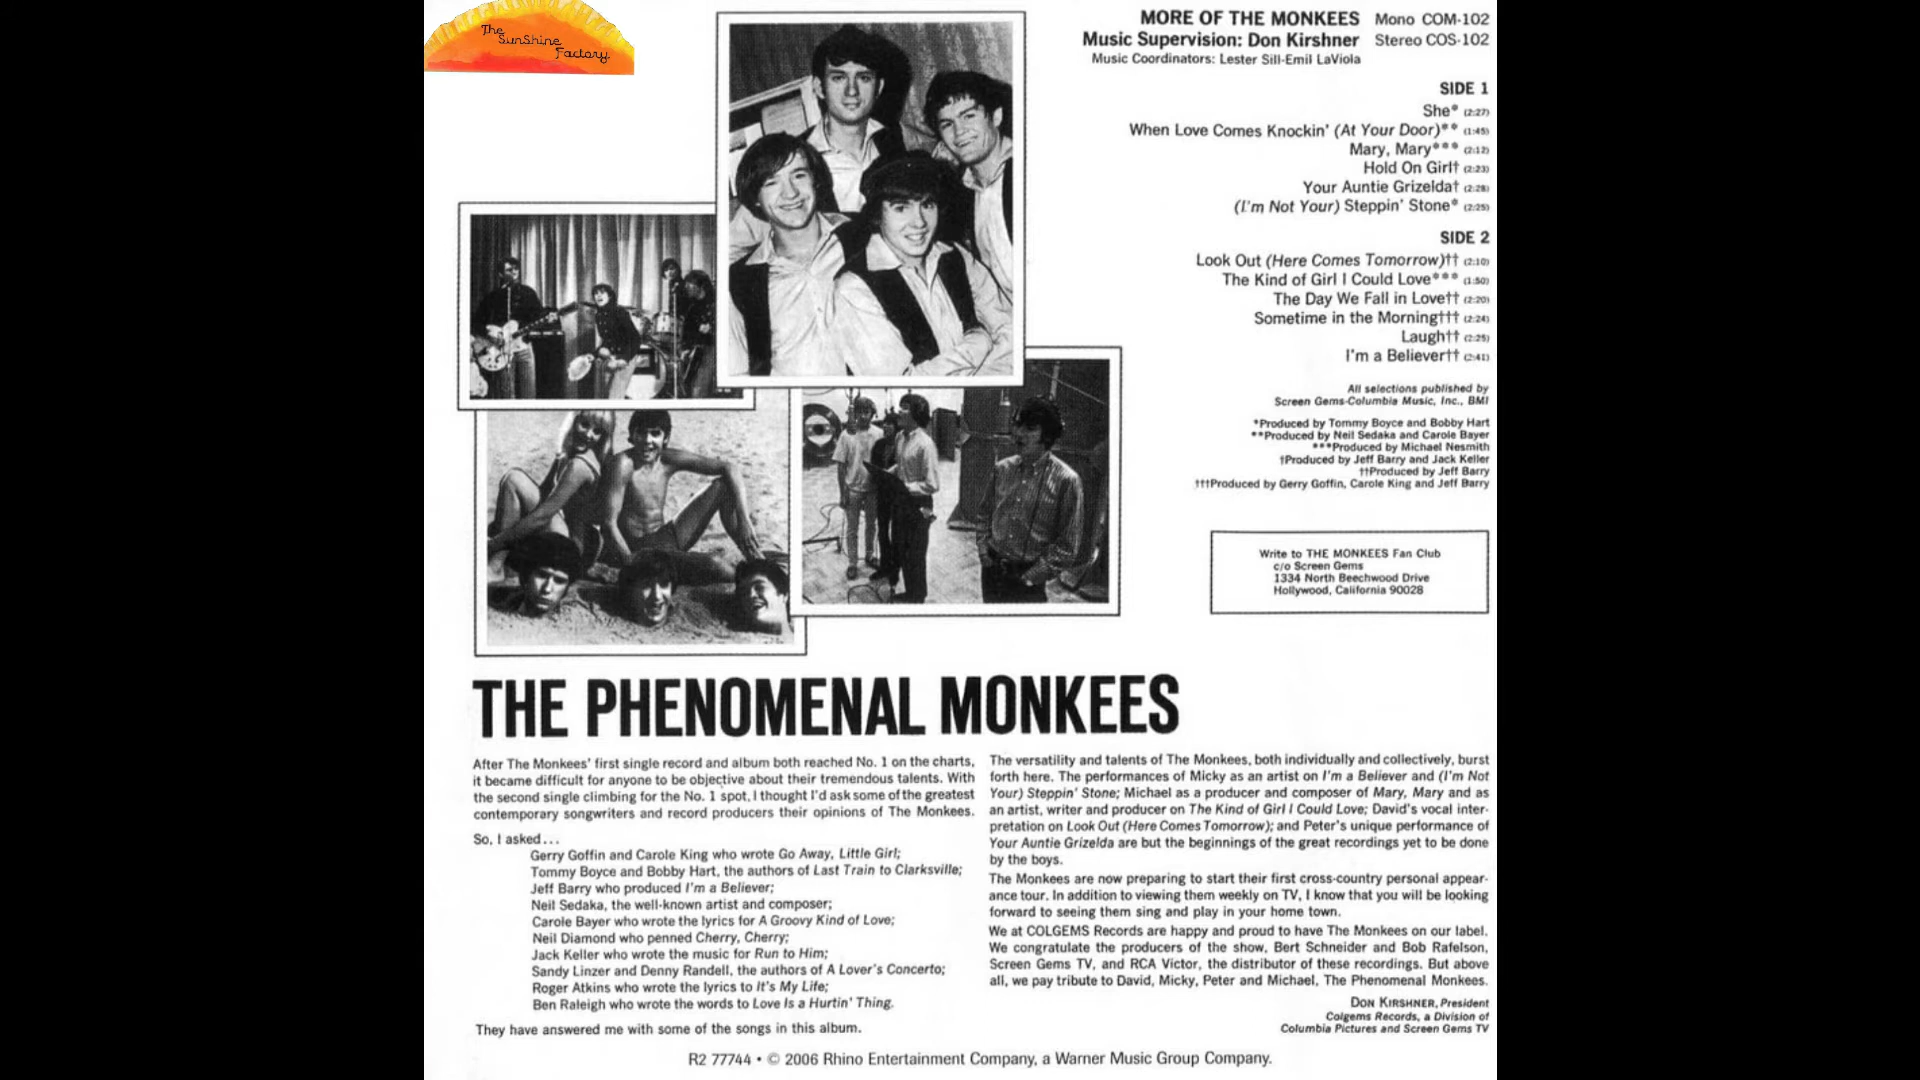 The
SunShine
Factory
MORE OF THE MONKEES Mono COM-102
Music Supervision: Don Kirshner Stereo COS-102
Music Coordinators: Lester Sill-Emil LaViola
SIDE 1
She* (2:27)
When Love Comes Knockin' (At Your Door)** (1:45)
Mary, Mary*** (2:12)
Hold On Girl† (2:23)
Your Auntie Grizelda† (2:28)
(I'm Not Your) Steppin' Stone* (2:25)
SIDE 2
Look Out (Here Comes Tomorrow)†† (2:10)
The Kind of Girl I Could Love*** (1:50)
The Day We Fall in Love†† (2:20)
Sometime in the Morning††† (2:24)
Laugh†† (2:25)
I'm a Believer†† (2:41)
All selections published by
Screen Gems-Columbia Music, Inc., BMI
*Produced by Tommy Boyce and Bobby Hart
**Produced by Neil Sedaka and Carole Bayer
***Produced by Michael Nesmith
†Produced by Jeff Barry and Jack Keller
††Produced by Jeff Barry
†††Produced by Gerry Goffin, Carole King and Jeff Barry
Write to THE MONKEES Fan Club
c/o Screen Gems
1334 North Beechwood Drive
Hollywood, California 90028
THE PHENOMENAL MONKEES
After The Monkees' first single record and album both reached No. 1 on the charts,
it became difficult for anyone to be objective about their tremendous talents. With
the second single climbing for the No. 1 spot, I thought I'd ask some of the greatest
contemporary songwriters and record producers their opinions of The Monkees.
So, I asked...
Gerry Goffin and Carole King who wrote Go Away, Little Girl;
Tommy Boyce and Bobby Hart, the authors of Last Train to Clarksville;
Jeff Barry who produced I'm a Believer;
Neil Sedaka, the well-known artist and composer;
Carole Bayer who wrote the lyrics for A Groovy Kind of Love;
Neil Diamond who penned Cherry, Cherry;
Jack Keller who wrote the music for Run to Him;
Sandy Linzer and Denny Randell, the authors of A Lover's Concerto;
Roger Atkins who wrote the lyrics to It's My Life;
Ben Raleigh who wrote the words to Love Is a Hurtin' Thing.
They have answered me with some of the songs in this album.
The versatility and talents of The Monkees, both individually and collectively, burst
forth here. The performances of Micky as an artist on I'm a Believer and (I'm Not
Your) Steppin' Stone; Michael as a producer and composer of Mary, Mary and as
an artist, writer and producer on The Kind of Girl I Could Love; David's vocal inter-
pretation on Look Out (Here Comes Tomorrow); and Peter's unique performance of
Your Auntie Grizelda are but the beginnings of the great recordings yet to be done
by the boys.
The Monkees are now preparing to start their first cross-country personal appear-
ance tour. In addition to viewing them weekly on TV, I know that you will be looking
forward to seeing them sing and play in your home town.
We at COLGEMS Records are happy and proud to have The Monkees on our label.
We congratulate the producers of the show, Bert Schneider and Bob Rafelson,
Screen Gems TV, and RCA Victor, the distributor of these recordings. But above
all, we pay tribute to David, Micky, Peter and Michael, The Phenomenal Monkees.
DON KIRSHNER, President
Colgems Records, a Division of
Columbia Pictures and Screen Gems TV
R2 77744 • © 2006 Rhino Entertainment Company, a Warner Music Group Company.